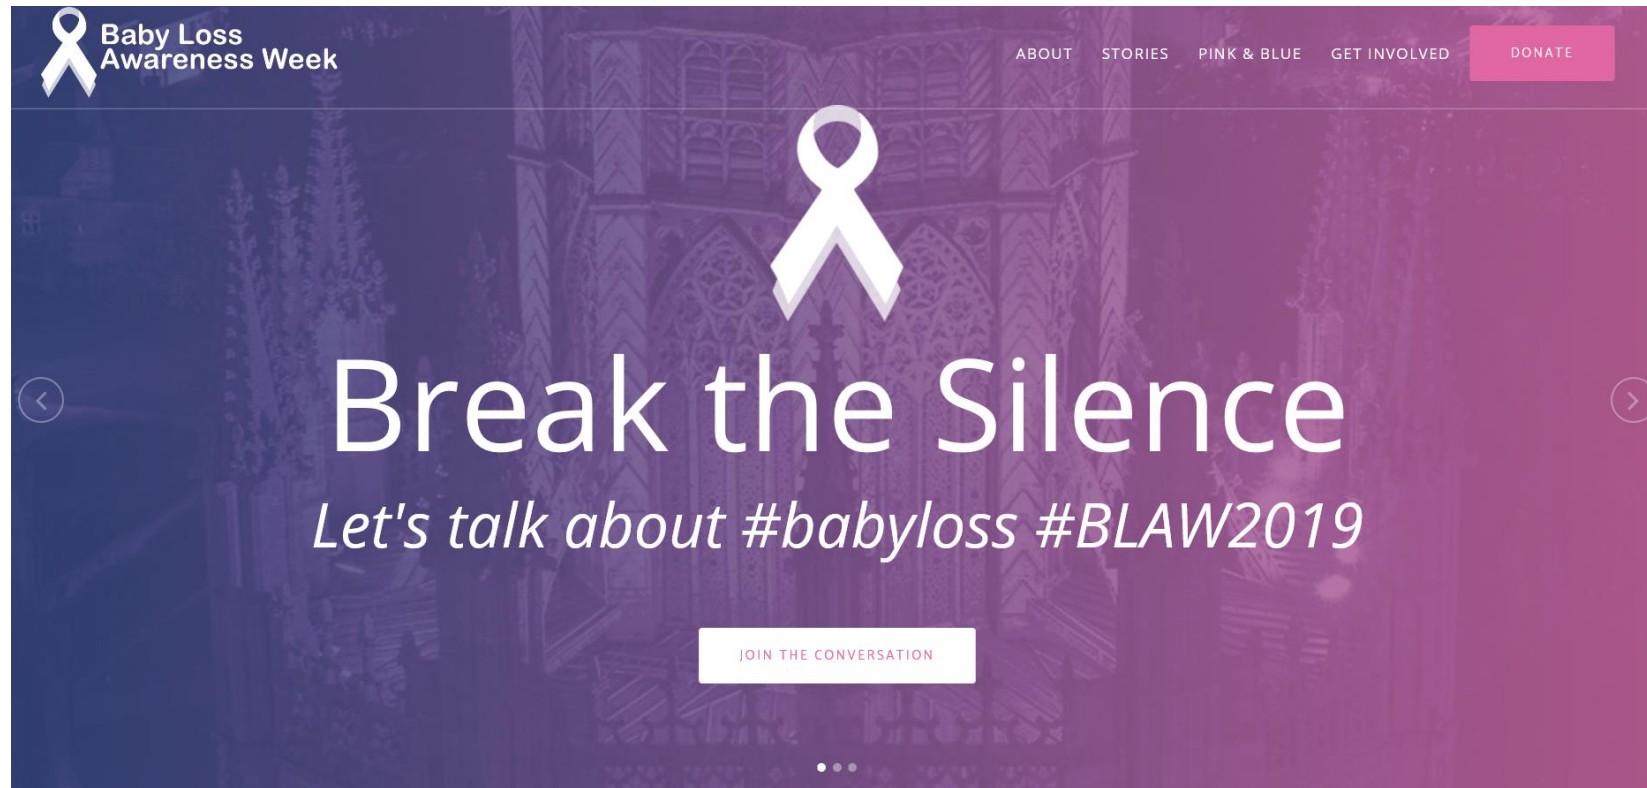 Baby Loss
Awareness Week
ABOUT STORIES PINK & BLUE GET INVOLVED DONATE
Break the Silence
Let's talk about #babyloss #BLAW2019
JOIN THE CONVERSATION